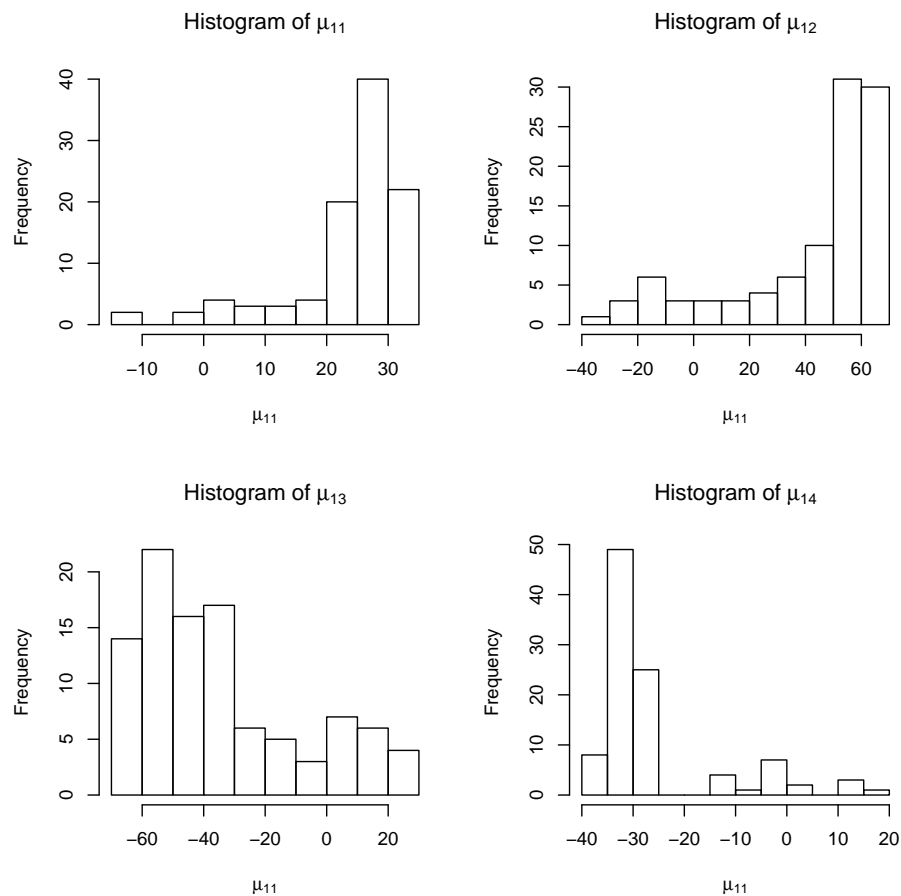 Histogram of μ₁₁
Frequency
0 10 20 30 40
−10 0 10 20 30
μ₁₁
Histogram of μ₁₂
Frequency
0 5 10 15 20 25 30
−40 −20 0 20 40 60
μ₁₁
Histogram of μ₁₃
Frequency
0 5 10 15 20
−60 −40 −20 0 20
μ₁₁
Histogram of μ₁₄
Frequency
0 10 20 30 40 50
−40 −30 −20 −10 0 10 20
μ₁₁